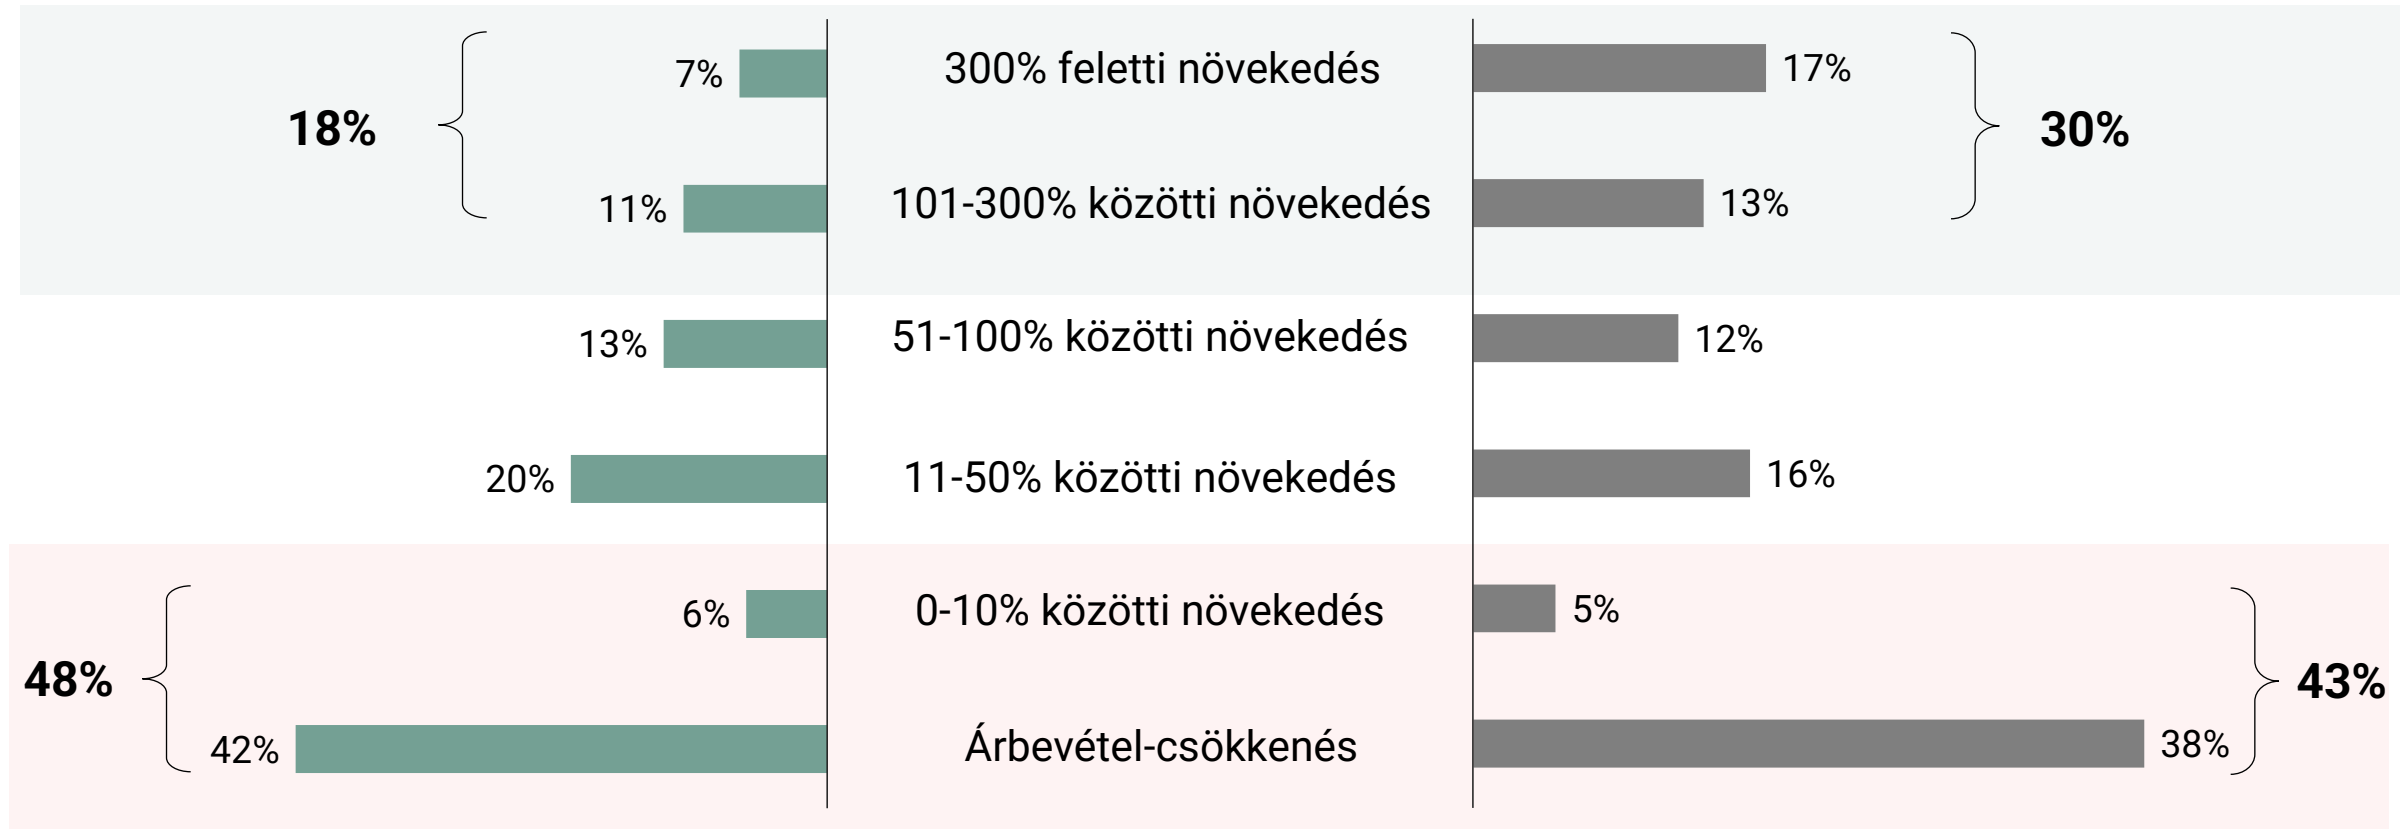 7% 300% feletti növekedés 17%
18% 30%
11% 101-300% közötti növekedés 13%
13% 51-100% közötti növekedés 12%
20% 11-50% közötti növekedés 16%
6% 0-10% közötti növekedés 5%
48% 43%
42% Árbevétel-csökkenés 38%